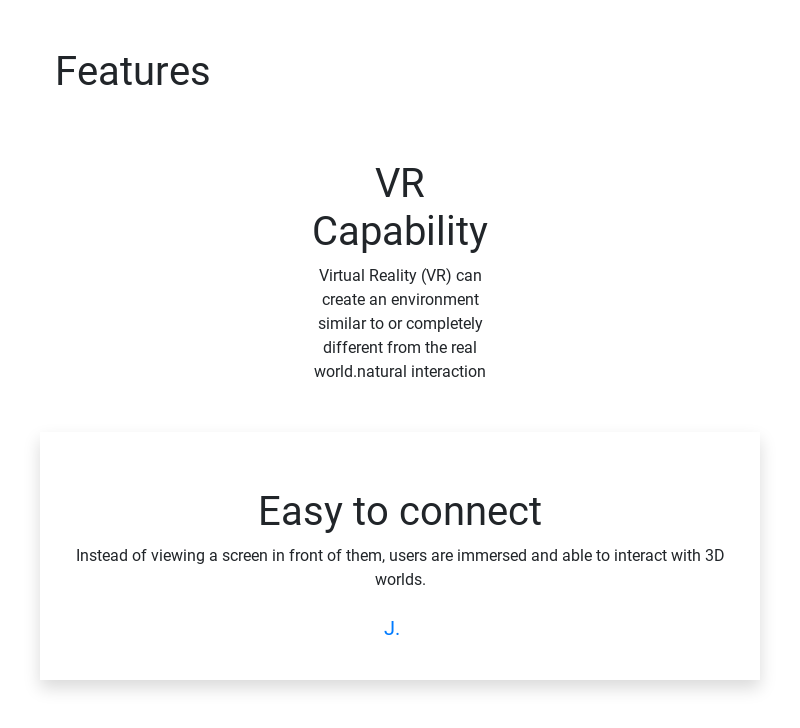 Features
VR
Capability
Virtual Reality (VR) can
create an environment
similar to or completely
different from the real
world.natural interaction
Easy to connect
Instead of viewing a screen in front of them, users are immersed and able to interact with 3D
worlds.
J.